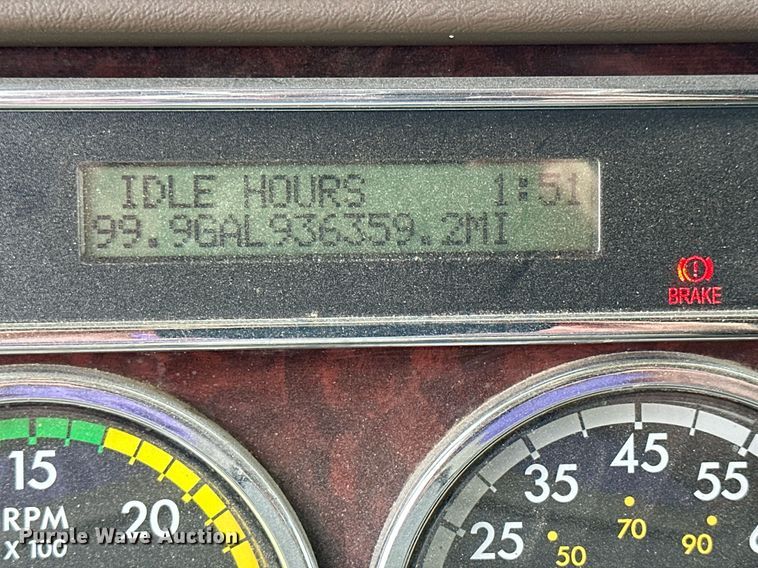 IDLE HOURS 1:51
99.9GAL936359.2MI
BRAKE
15
20
RPM
x 100
25
35
45
55
50
70
90
Purple Wave Auction